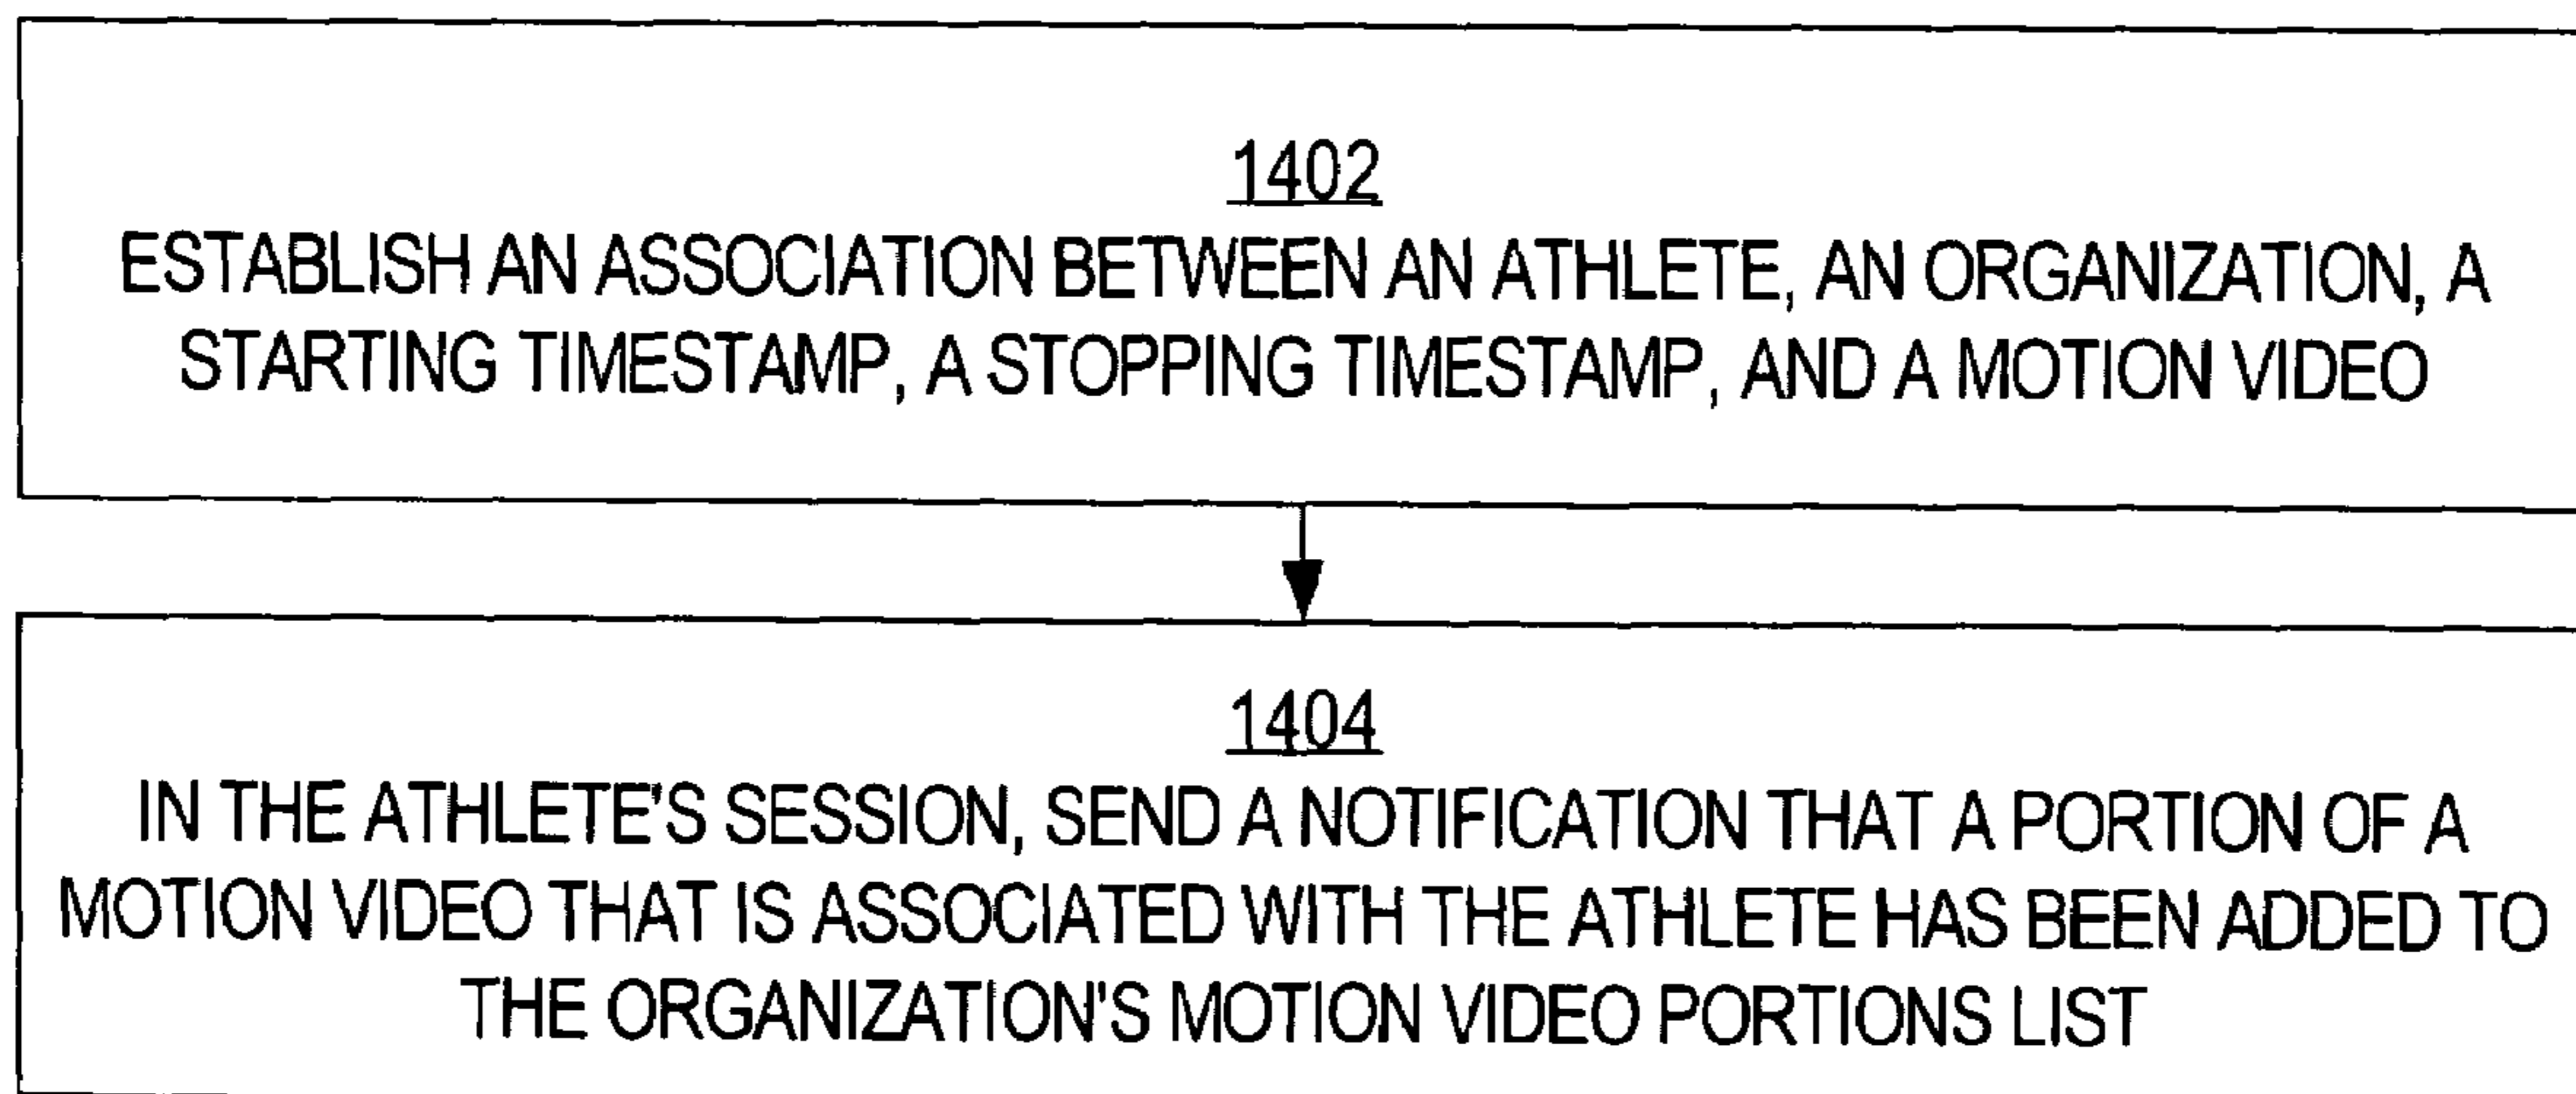 1402
ESTABLISH AN ASSOCIATION BETWEEN AN ATHLETE, AN ORGANIZATION, A
STARTING TIMESTAMP, A STOPPING TIMESTAMP, AND A MOTION VIDEO
1404
IN THE ATHLETE'S SESSION, SEND A NOTIFICATION THAT A PORTION OF A
MOTION VIDEO THAT IS ASSOCIATED WITH THE ATHLETE HAS BEEN ADDED TO
THE ORGANIZATION'S MOTION VIDEO PORTIONS LIST